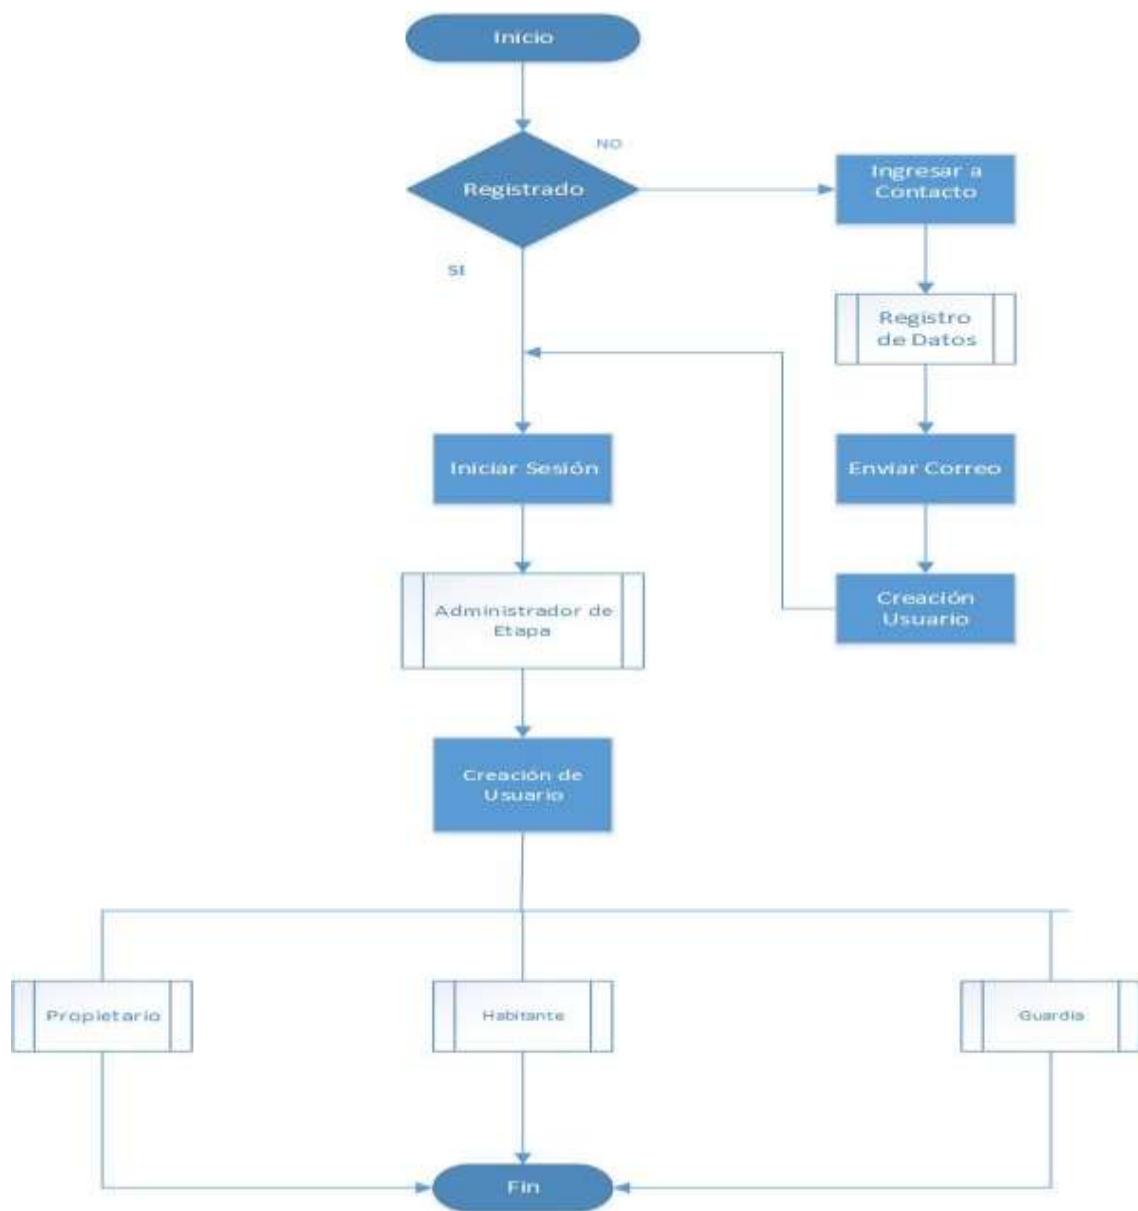 Inicio
NO
Registrado
Ingresar a
Contacto
SI
Registro
de Datos
Iniciar Sesión
Enviar Correo
Administrador de
Etapa
Creación
Usuario
Creación de
Usuario
Propietario
Habitante
Guardia
Fin